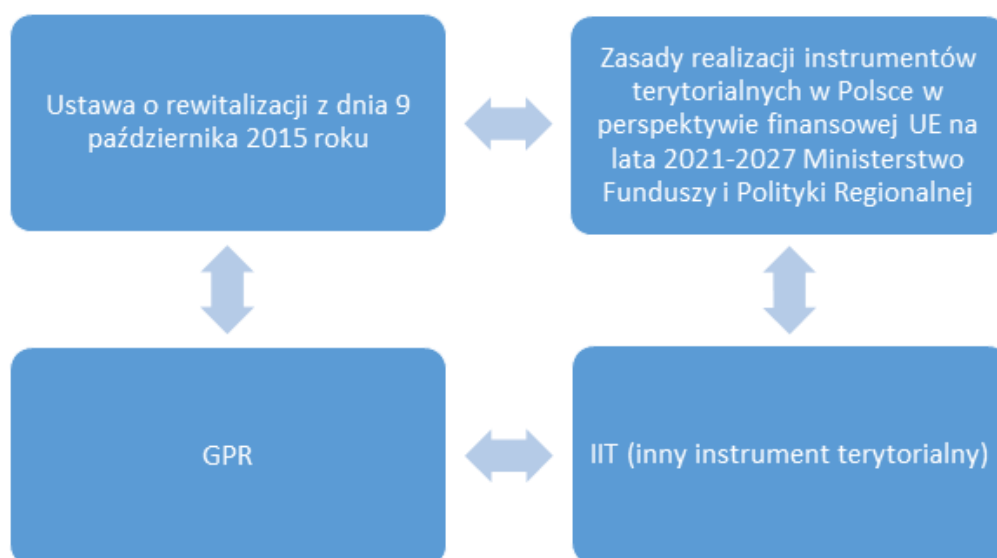 Ustawa o rewitalizacji z dnia 9
października 2015 roku
Zasady realizacji instrumentów
terytorialnych w Polsce w
perspektywie finansowej UE na
lata 2021-2027 Ministerstwo
Funduszy i Polityki Regionalnej
GPR
IIT (inny instrument terytorialny)